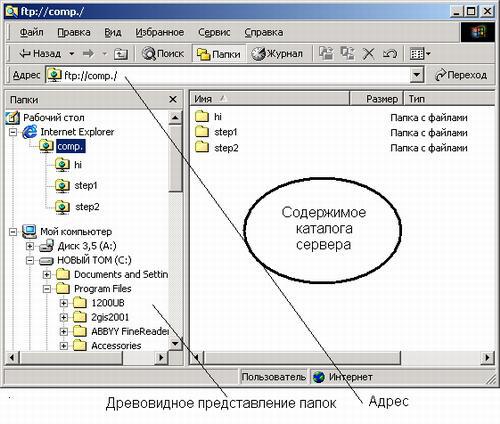 ftp://comp./
Файл Правка Вид Избранное Сервис Справка
Назад Поиск Папки Журнал
Адрес ftp://comp./ Переход
Папки
Имя Размер Тип
Рабочий стол
Internet Explorer
comp.
hi
step1
step2
hi Папка с файлами
step1 Папка с файлами
step2 Папка с файлами
Содержимое
каталога
сервера
Мой компьютер
Диск 3,5 (A:)
НОВЫЙ ТОМ (C:)
Documents and Settin
Program Files
1200UB
2gis2001
ABBYY FineReader
Accessories
Пользователь Интернет
Древовидное представление папок
Адрес